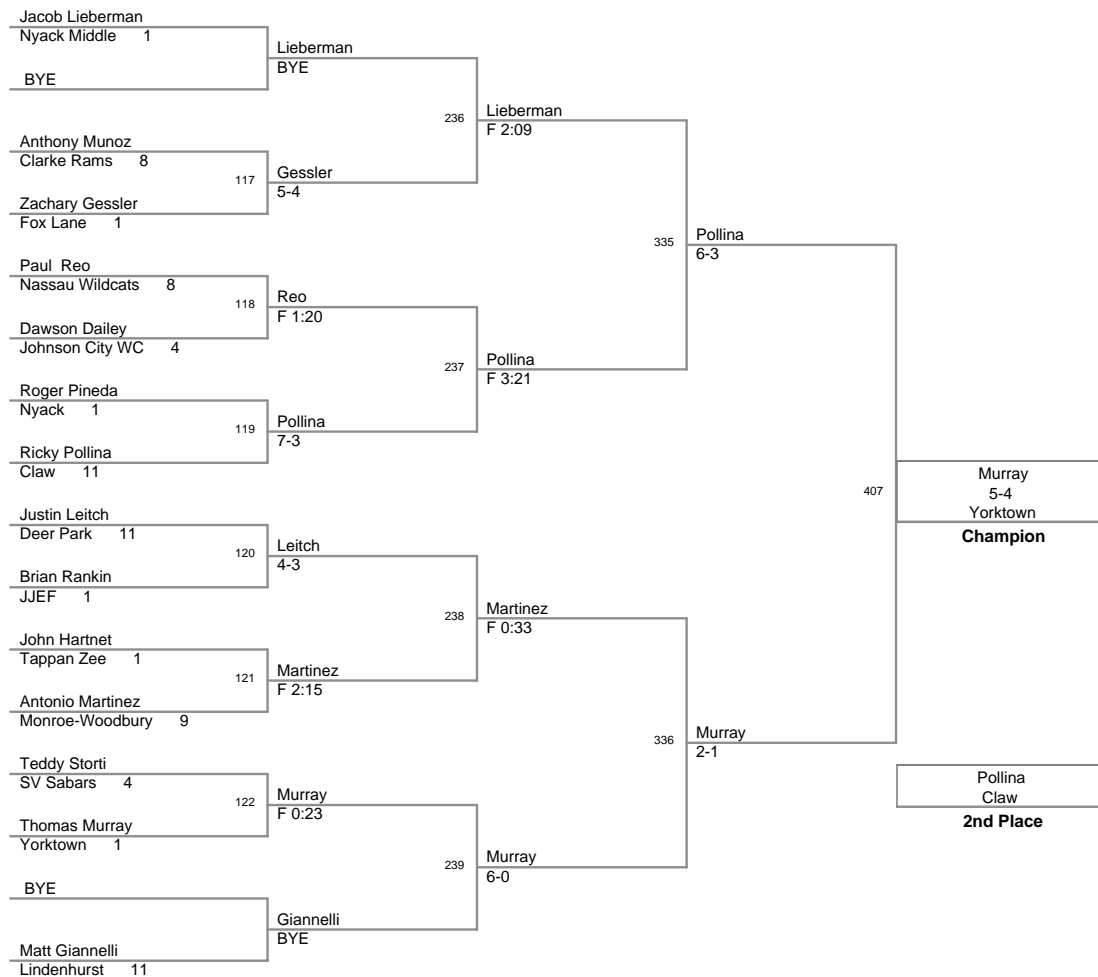 Jacob Lieberman
Nyack Middle 1
BYE
Anthony Munoz
Clarke Rams 8
Zachary Gessler
Fox Lane 1
Paul Reo
Nassau Wildcats 8
Dawson Dailey
Johnson City WC 4
Roger Pineda
Nyack 1
Ricky Pollina
Claw 11
Justin Leitch
Deer Park 11
Brian Rankin
JJEF 1
John Hartnet
Tappan Zee 1
Antonio Martinez
Monroe-Woodbury 9
Teddy Storti
SV Sabars 4
Thomas Murray
Yorktown 1
BYE
Matt Giannelli
Lindenhurst 11
Lieberman
BYE
117
Gessler
5-4
118
Reo
F 1:20
119
Pollina
7-3
120
Leitch
4-3
121
Martinez
F 2:15
122
Murray
F 0:23
Giannelli
BYE
236
Lieberman
F 2:09
237
Pollina
F 3:21
238
Martinez
F 0:33
239
Murray
6-0
335
Pollina
6-3
336
Murray
2-1
407
Murray
5-4
Yorktown
Champion
Pollina
Claw
2nd Place